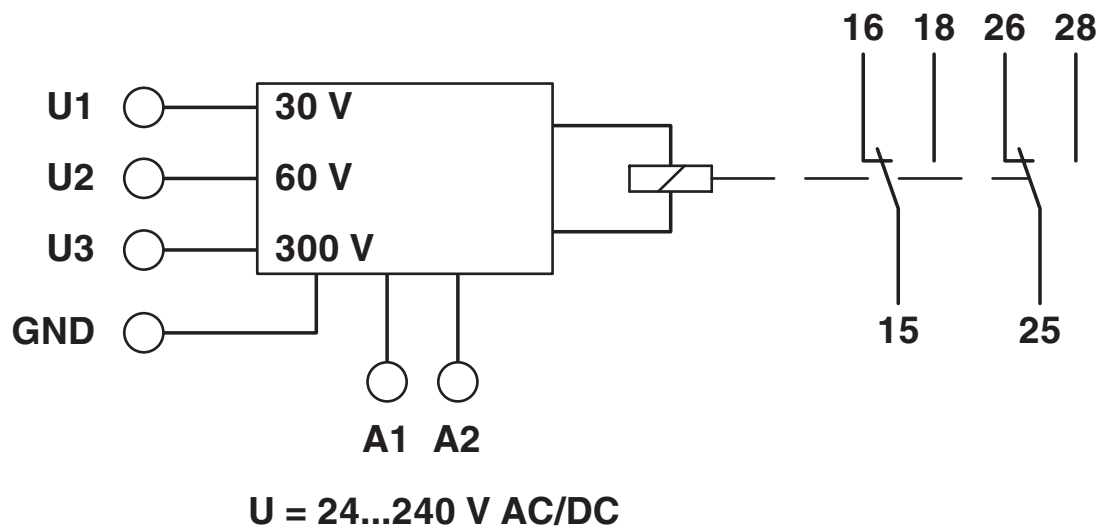 16 18 26 28
U1 30 V
U2 60 V
U3 300 V
GND
15 25
A1 A2
U = 24...240 V AC/DC